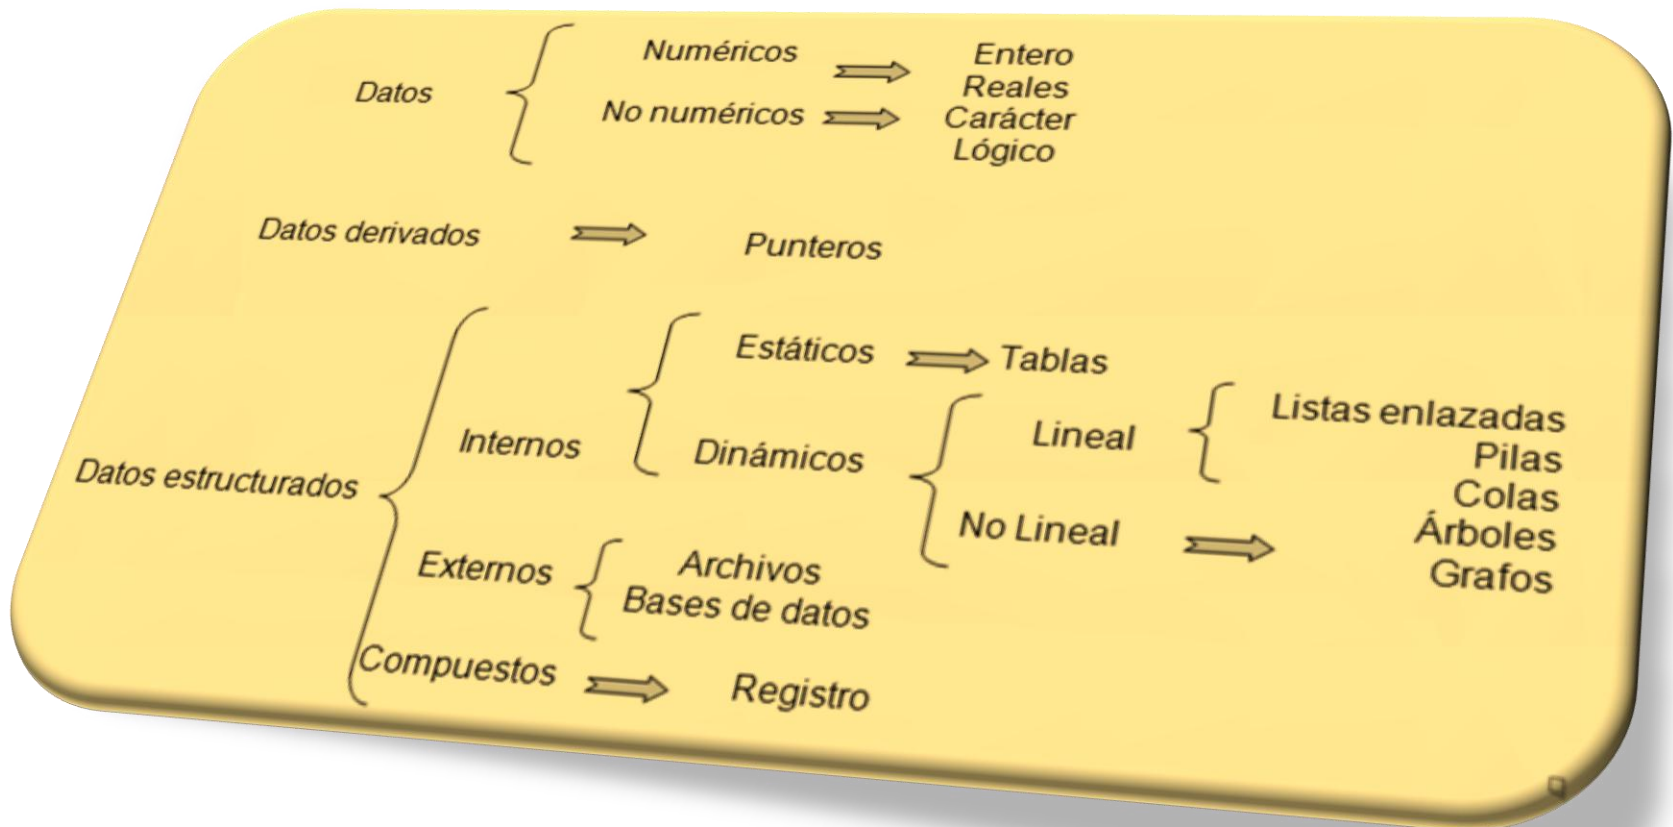 Datos
Numéricos
Entero
Reales
No numéricos
Carácter
Lógico
Datos derivados
Punteros
Datos estructurados
Internos
Estáticos
Tablas
Dinámicos
Lineal
Listas enlazadas
Pilas
Colas
No Lineal
Árboles
Grafos
Externos
Archivos
Bases de datos
Compuestos
Registro